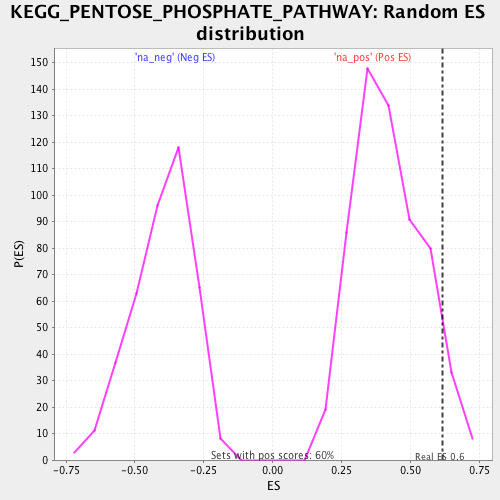 KEGG_PENTOSE_PHOSPHATE_PATHWAY: Random ES
distribution
'na_neg' (Neg ES)
'na_pos' (Pos ES)
P(ES)
150
140
130
120
110
100
90
80
70
60
50
40
30
20
10
0
Sets with pos scores: 60%
Real ES 0.6
-0.75
-0.50
-0.25
0.00
0.25
0.50
0.75
ES